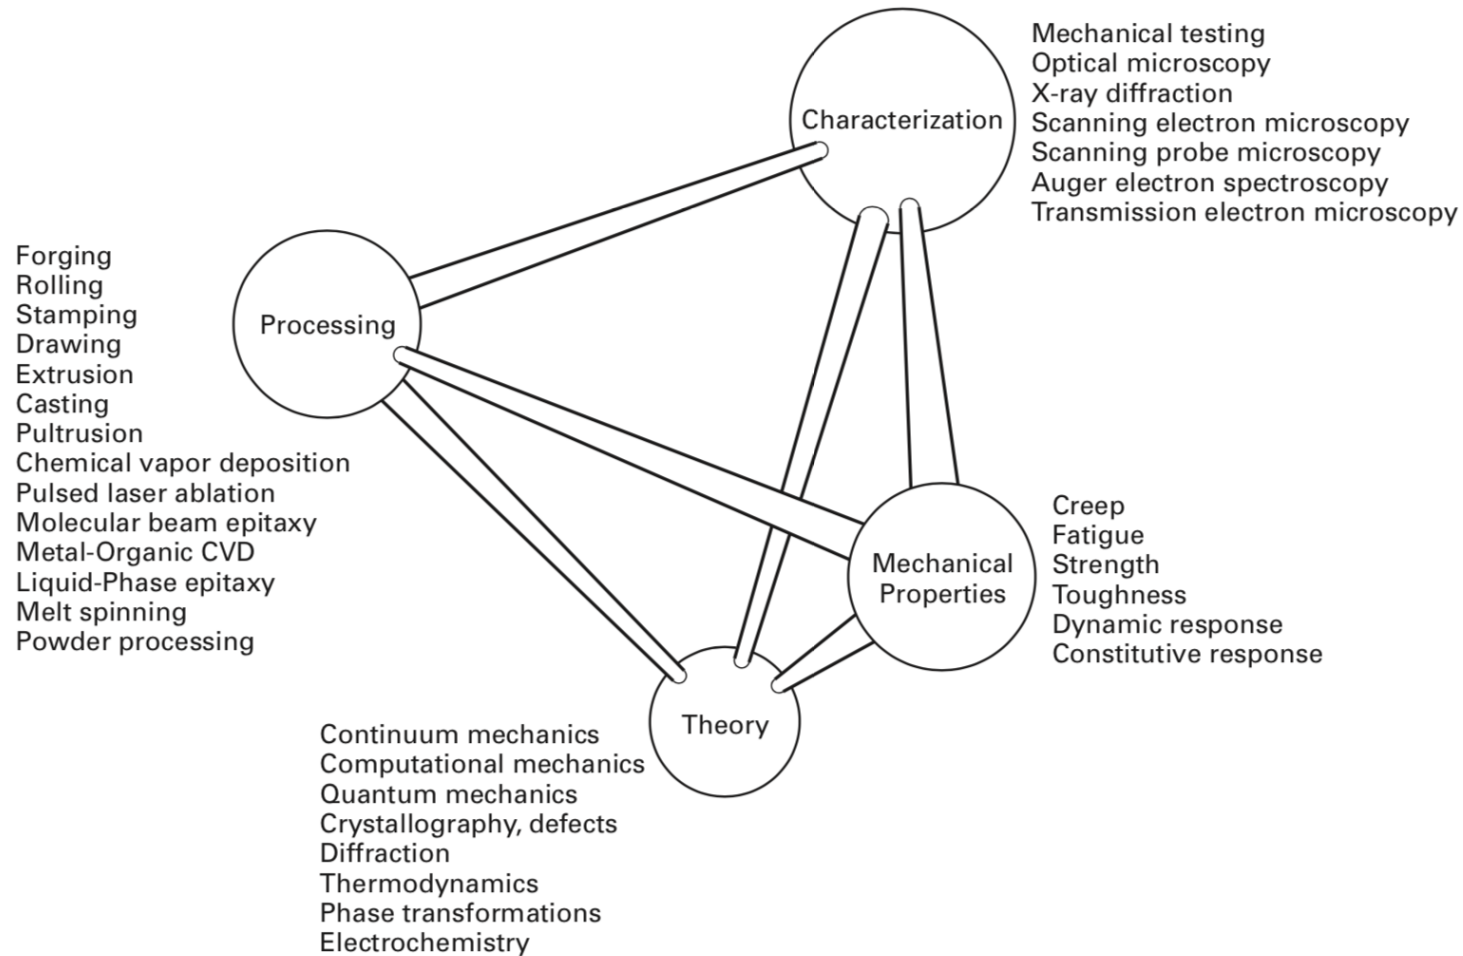 Characterization
Mechanical testing
Optical microscopy
X-ray diffraction
Scanning electron microscopy
Scanning probe microscopy
Auger electron spectroscopy
Transmission electron microscopy
Processing
Forging
Rolling
Stamping
Drawing
Extrusion
Casting
Pultrusion
Chemical vapor deposition
Pulsed laser ablation
Molecular beam epitaxy
Metal-Organic CVD
Liquid-Phase epitaxy
Melt spinning
Powder processing
Mechanical
Properties
Creep
Fatigue
Strength
Toughness
Dynamic response
Constitutive response
Theory
Continuum mechanics
Computational mechanics
Quantum mechanics
Crystallography, defects
Diffraction
Thermodynamics
Phase transformations
Electrochemistry